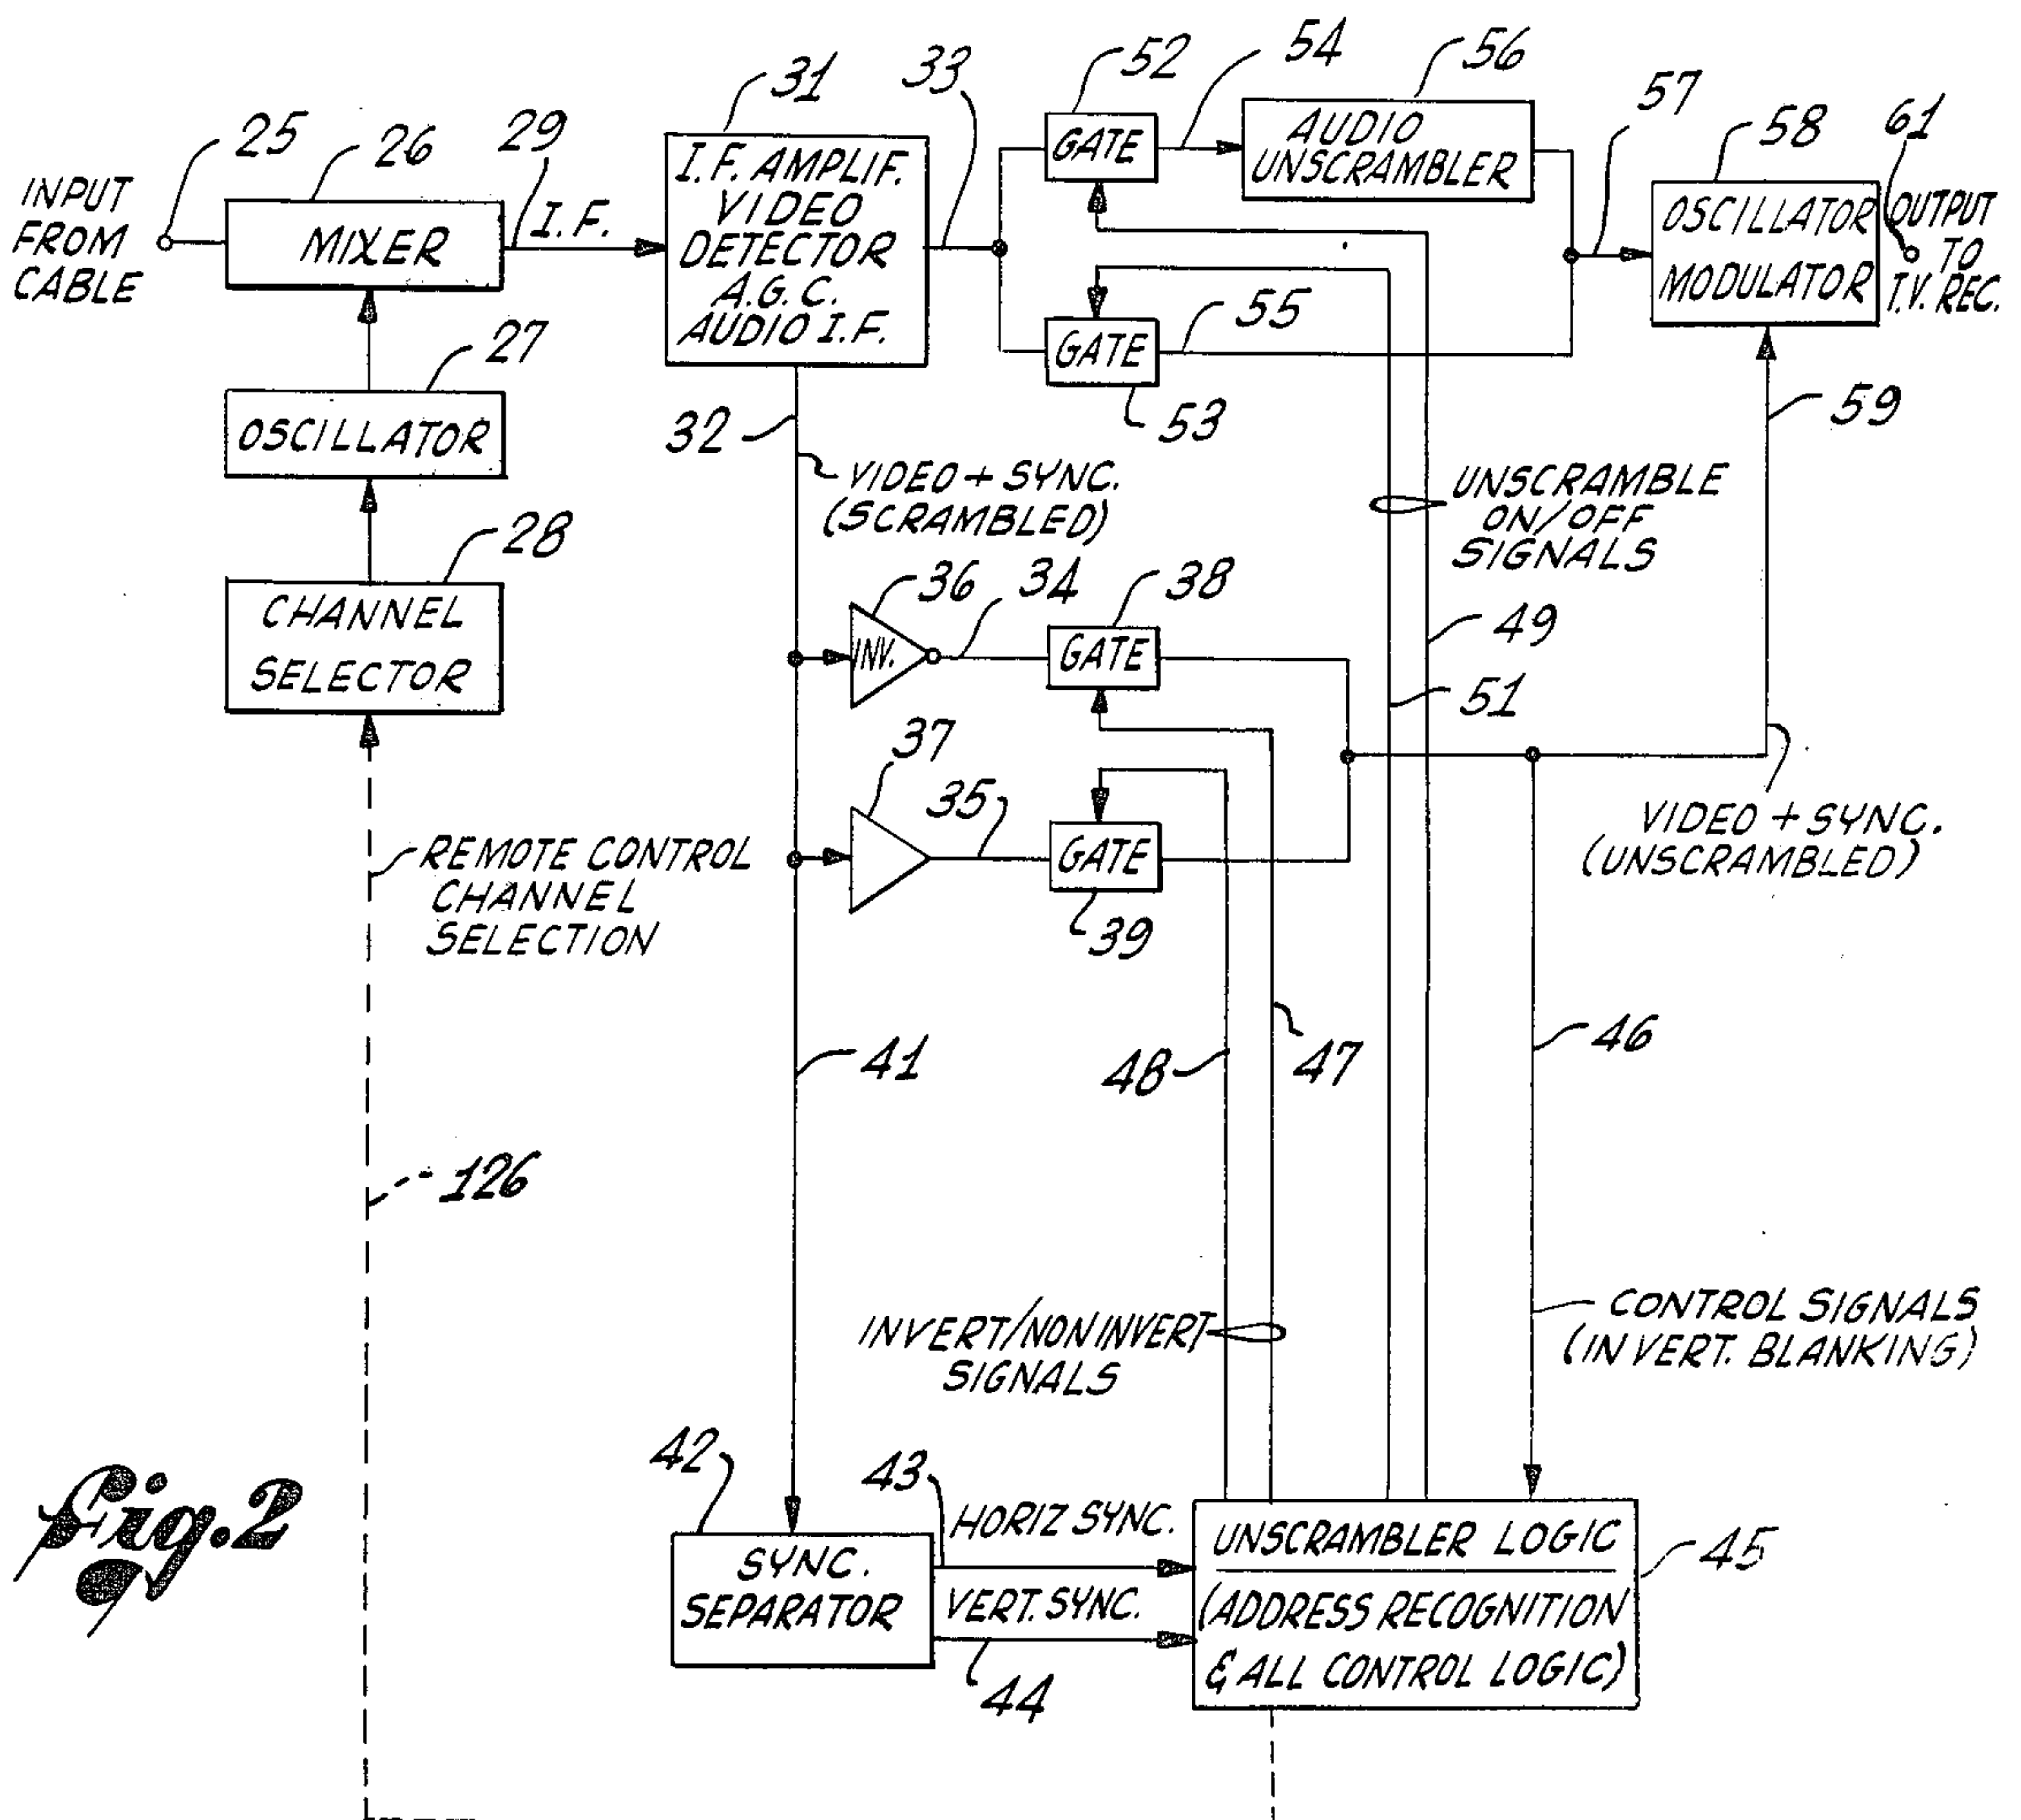 31
33
52
54
56
57
61
25
26
29
58
INPUT
FROM
CABLE
MIXER
I.F.
I.F. AMPLIF.
VIDEO
DETECTOR
A.G.C.
AUDIO I.F.
GATE
AUDIO
UNSCRAMBLER
OSCILLATOR
MODULATOR
OUTPUT
TO
T.V. REC.
27
OSCILLATOR
GATE
55
53
59
32
VIDEO + SYNC.
(SCRAMBLED)
UNSCRAMBLE
ON/OFF
SIGNALS
28
CHANNEL
SELECTOR
36
34
38
INV.
GATE
49
51
37
35
GATE
39
VIDEO + SYNC.
(UNSCRAMBLED)
REMOTE CONTROL
CHANNEL
SELECTION
41
48
47
46
126
INVERT/NONINVERT
SIGNALS
CONTROL SIGNALS
(IN VERT. BLANKING)
Fig. 2
42
43
HORIZ SYNC.
SYNC.
SEPARATOR
VERT. SYNC.
44
UNSCRAMBLER LOGIC
(ADDRESS RECOGNITION
& ALL CONTROL LOGIC)
45